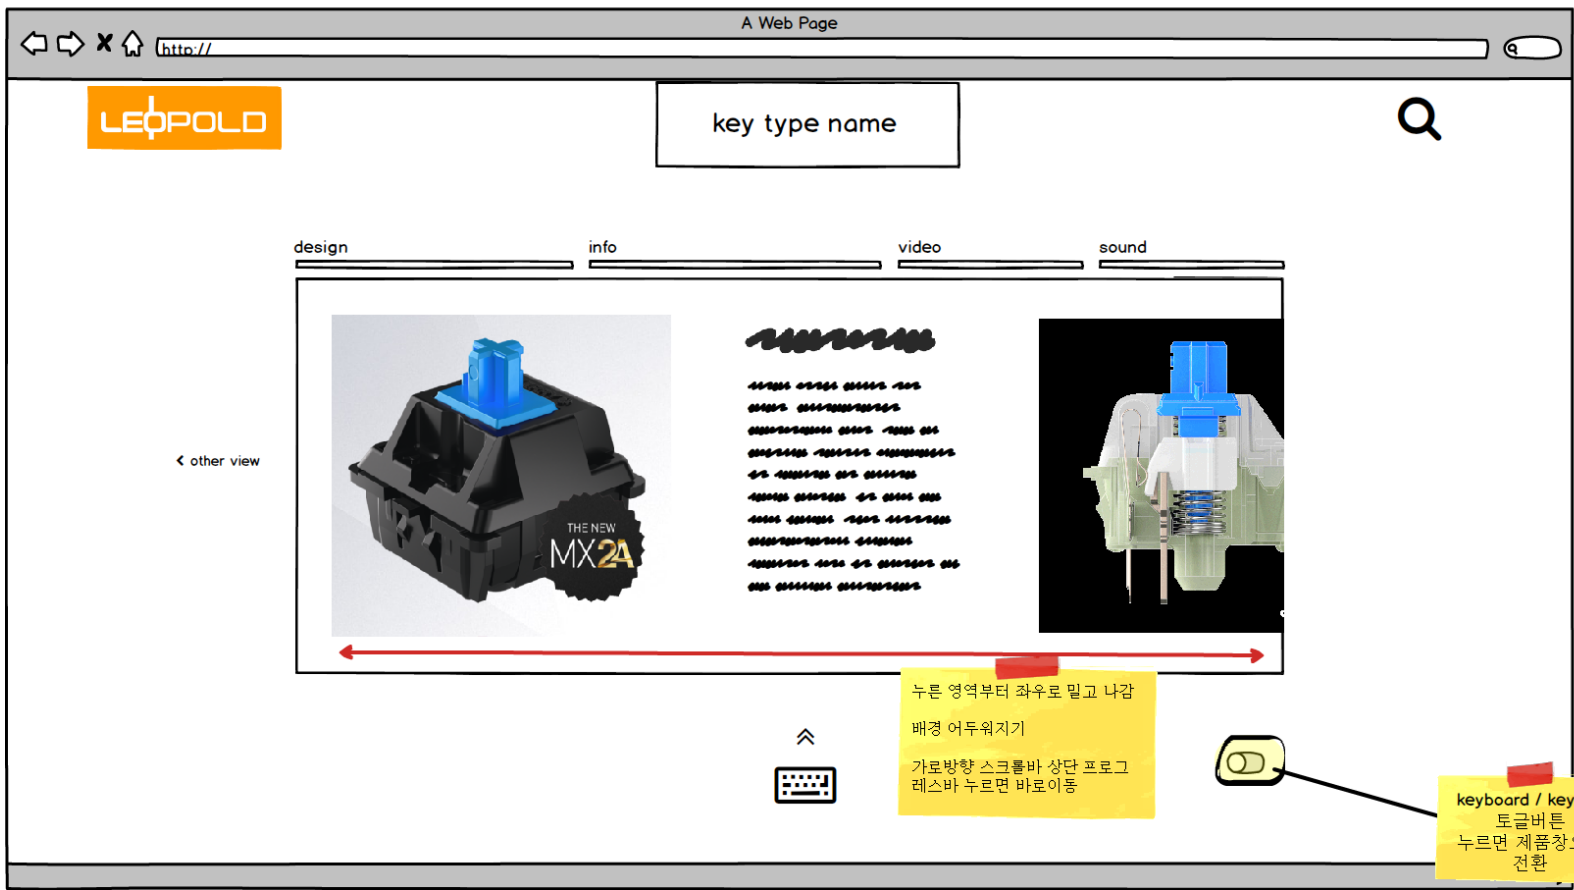 A Web Page
http://
LEOPOLD
key type name
design
info
video
sound
< other view
THE NEW
MX2A
누른 영역부터 좌우로 밀고 나감
배경 어두워지기
가로방향 스크롤바 상단 프로그
레스바 누르면 바로이동
keyboard / key
토글버튼
누르면 제품창으
전환